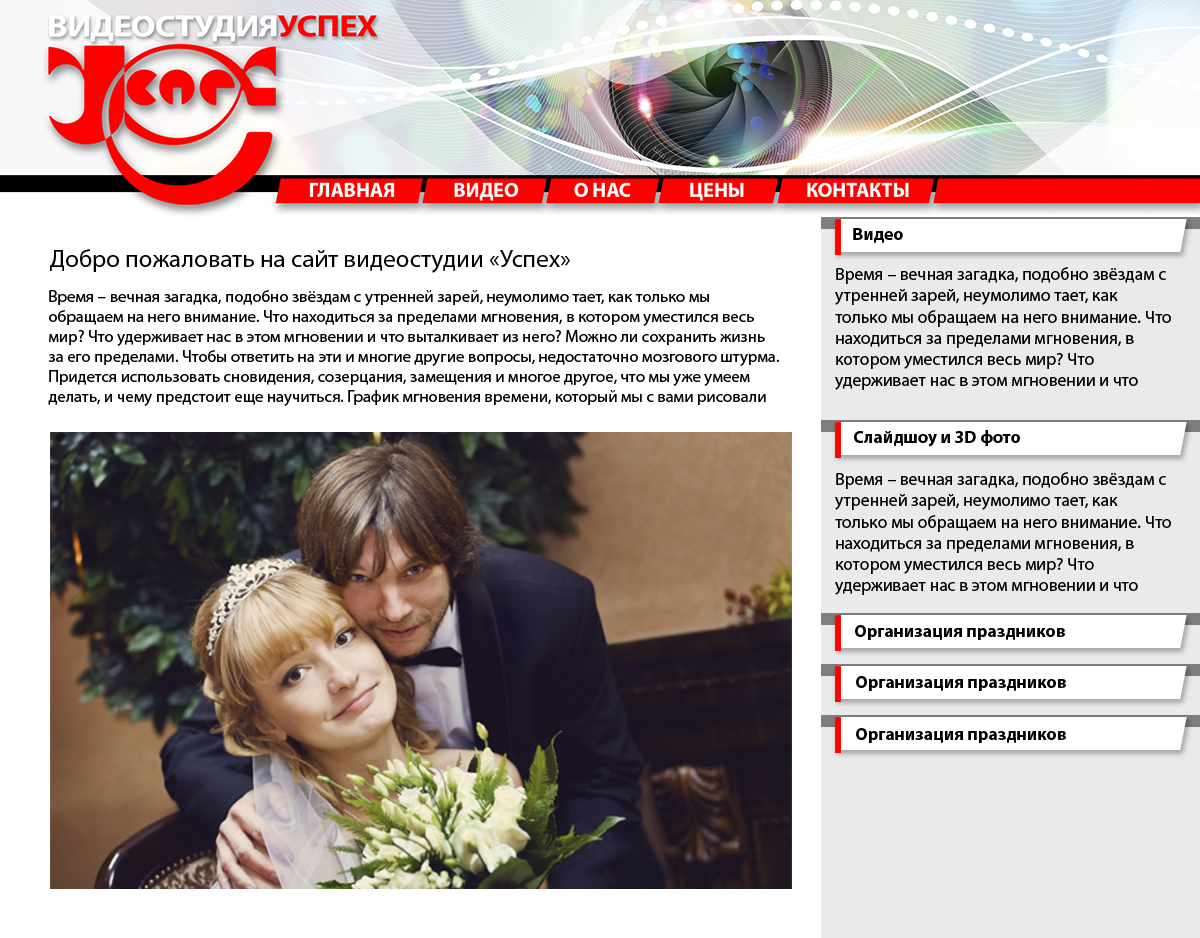 ВИДЕОСТУДИЯУСПЕХ
успех
ГЛАВНАЯ ВИДЕО О НАС ЦЕНЫ КОНТАКТЫ
Добро пожаловать на сайт видеостудии «Успех»
Время – вечная загадка, подобно звёздам с утренней зарей, неумолимо тает, как только мы
обращаем на него внимание. Что находиться за пределами мгновения, в котором уместился весь
мир? Что удерживает нас в этом мгновении и что выталкивает из него? Можно ли сохранить жизнь
за его пределами. Чтобы ответить на эти и многие другие вопросы, недостаточно мозгового штурма.
Придется использовать сновидения, созерцания, замещения и многое другое, что мы уже умеем
делать, и чему предстоит еще научиться. График мгновения времени, который мы с вами рисовали
Видео
Время – вечная загадка, подобно звёздам с
утренней зарей, неумолимо тает, как
только мы обращаем на него внимание. Что
находиться за пределами мгновения, в
котором уместился весь мир? Что
удерживает нас в этом мгновении и что
Слайдшоу и 3D фото
Время – вечная загадка, подобно звёздам с
утренней зарей, неумолимо тает, как
только мы обращаем на него внимание. Что
находиться за пределами мгновения, в
котором уместился весь мир? Что
удерживает нас в этом мгновении и что
Организация праздников
Организация праздников
Организация праздников